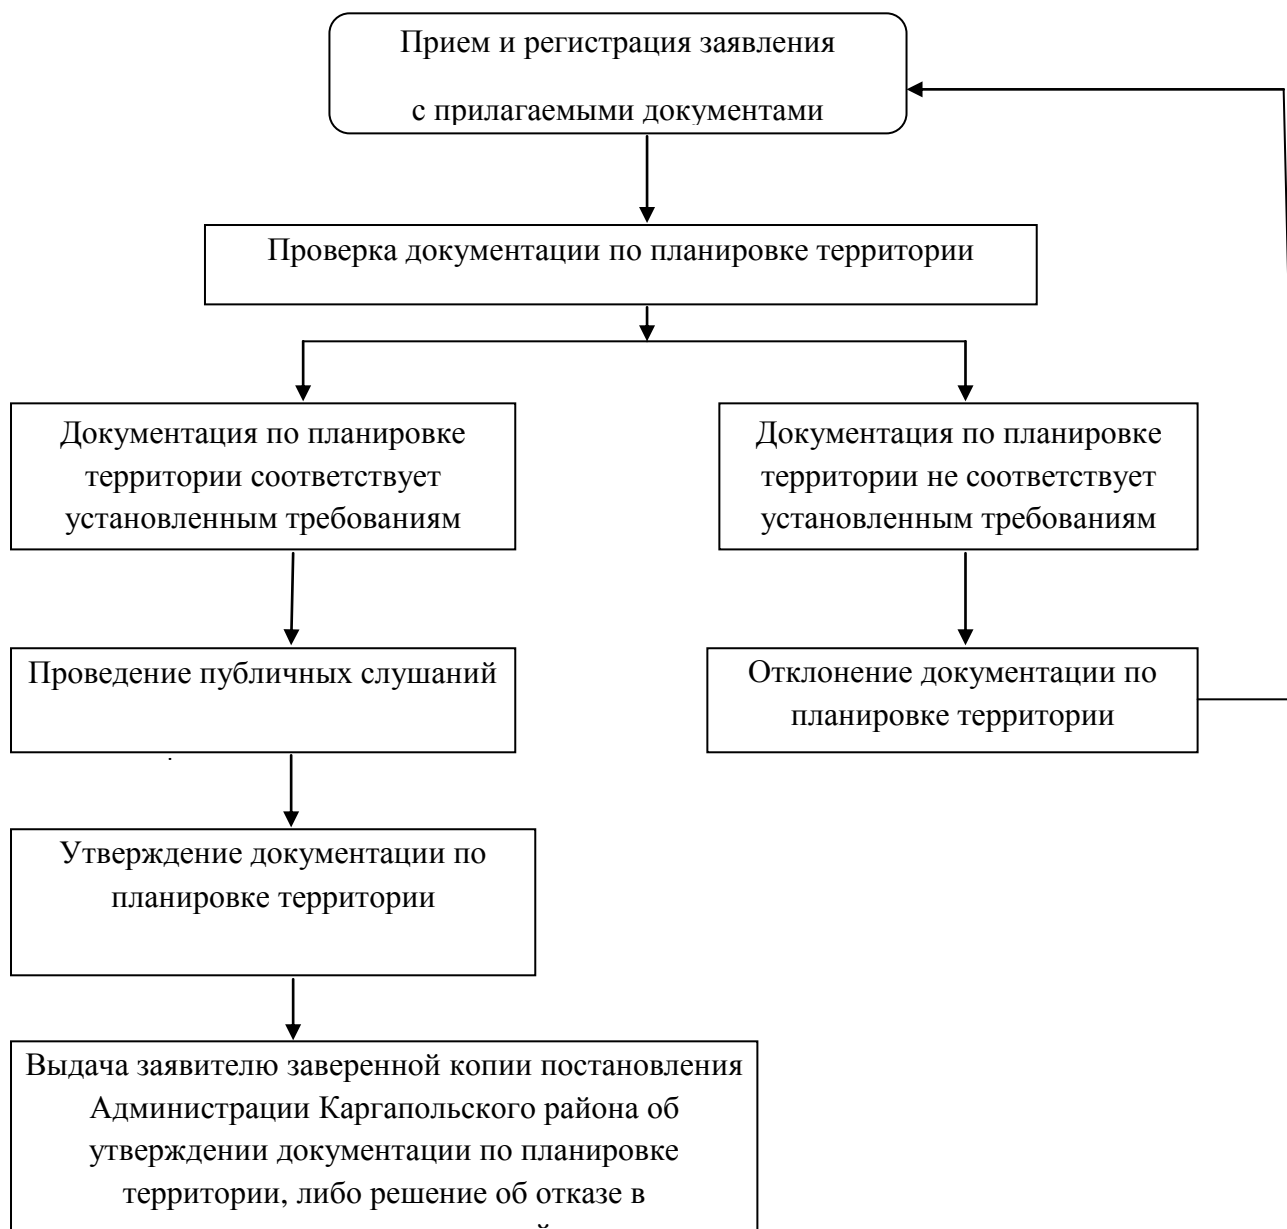 Прием и регистрация заявления
с прилагаемыми документами
Проверка документации по планировке территории
Документация по планировке
территории соответствует
установленным требованиям
Документация по планировке
территории не соответствует
установленным требованиям
Проведение публичных слушаний
Отклонение документации по
планировке территории
Утверждение документации по
планировке территории
Выдача заявителю заверенной копии постановления
Администрации Каргапольского района об
утверждении документации по планировке
территории, либо решение об отказе в